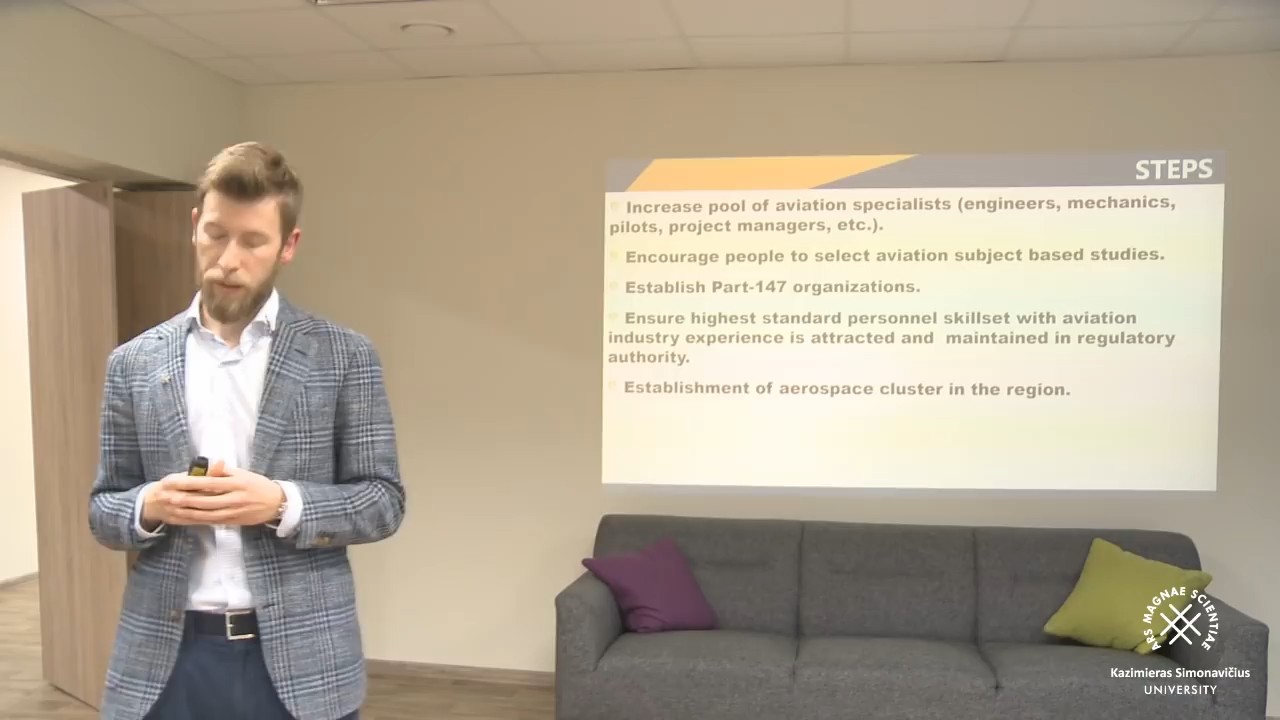 STEPS
Increase pool of aviation specialists (engineers, mechanics,
pilots, project managers, etc.).
Encourage people to select aviation subject based studies.
Establish Part-147 organizations.
Ensure highest standard personnel skillset with aviation
industry experience is attracted and maintained in regulatory
authority.
Establishment of aerospace cluster in the region.
ARS MAGNAE SCIENTIAE
Kazimieras Simonavičius
UNIVERSITY